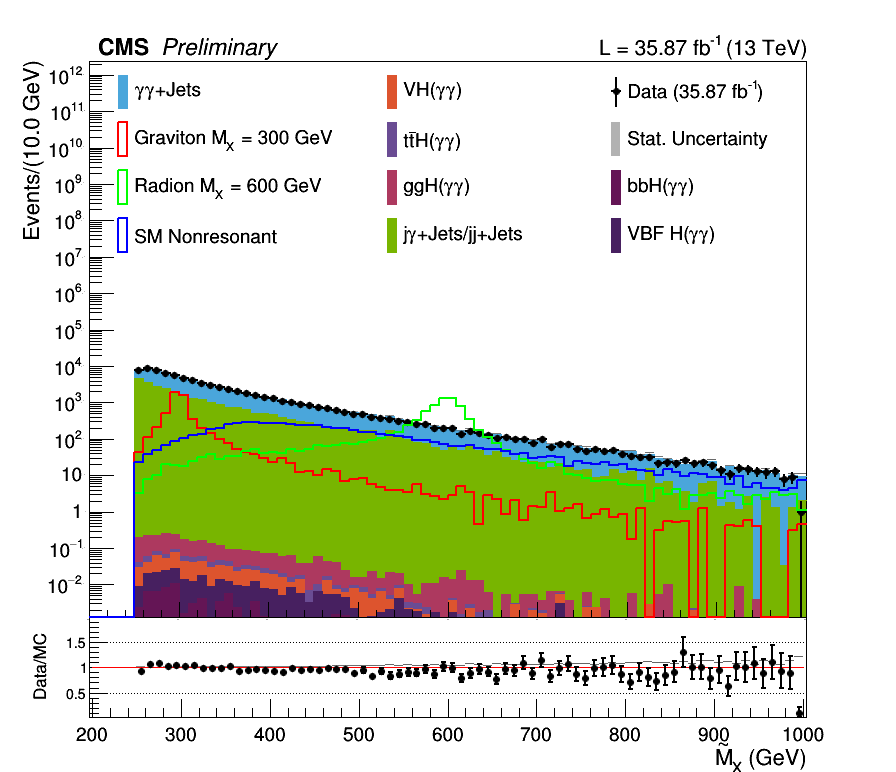 CMS Preliminary L = 35.87 fb⁻¹ (13 TeV)
Events/(10.0 GeV)
10¹²
10¹¹
10¹⁰
10⁹
10⁸
10⁷
10⁶
10⁵
10⁴
10³
10²
10
1
10⁻¹
10⁻²
γγ+Jets
Graviton Mₓ = 300 GeV
Radion Mₓ = 600 GeV
SM Nonresonant
VH(γγ)
tt̄H(γγ)
ggH(γγ)
jγ+Jets/jj+Jets
Data (35.87 fb⁻¹)
Stat. Uncertainty
bbH(γγ)
VBF H(γγ)
Data/MC
1.5
1
0.5
200 300 400 500 600 700 800 900 1000
M̃ₓ (GeV)